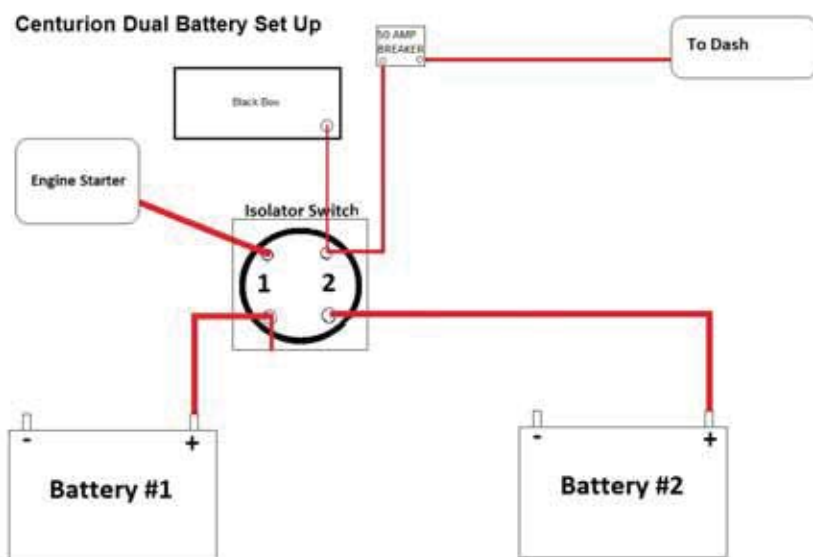 Centurion Dual Battery Set Up
50 AMP
BREAKER
To Dash
Black Box
Engine Starter
Isolator Switch
1 2
- +
Battery #1
- +
Battery #2